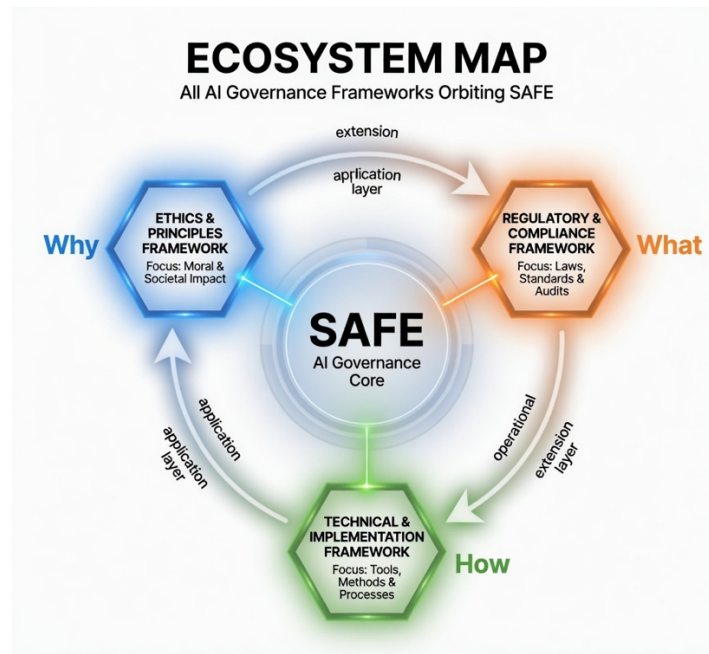 ECOSYSTEM MAP
All AI Governance Frameworks Orbiting SAFE
extension
application
layer
Why
ETHICS &
PRINCIPLES
FRAMEWORK
Focus: Moral &
Societal Impact
REGULATORY &
COMPLIANCE
FRAMEWORK
Focus: Laws,
Standards &
Audits
What
SAFE
AI Governance
Core
application
application
layer
operational
extension
layer
TECHNICAL &
IMPLEMENTATION
FRAMEWORK
Focus: Tools,
Methods &
Processes
How